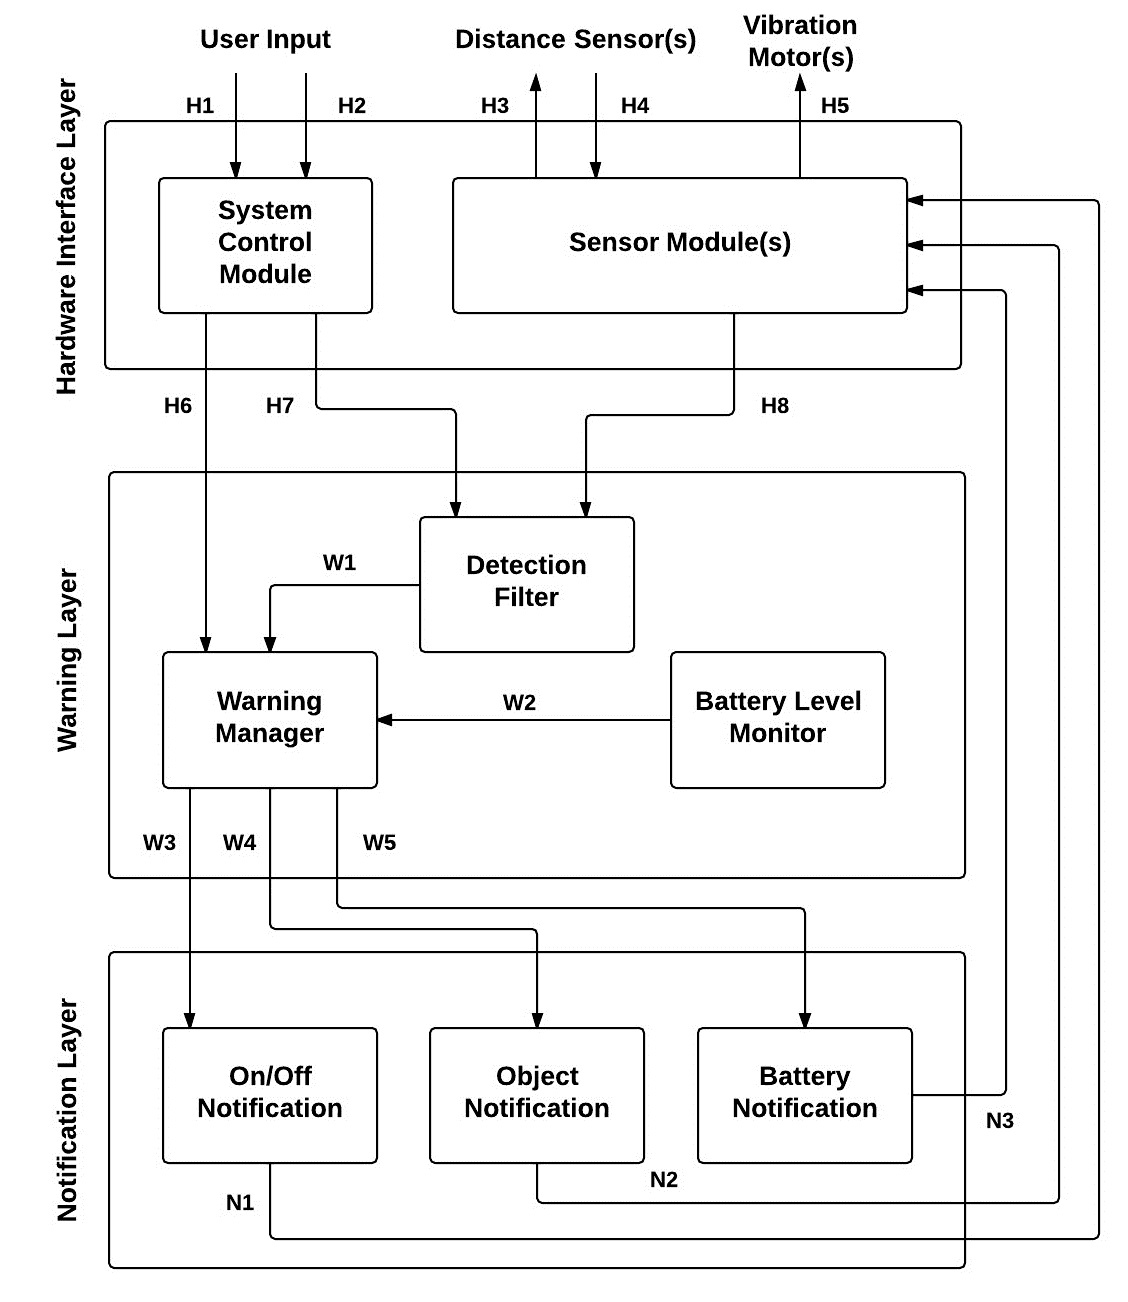 User Input
Distance Sensor(s)
Vibration
Motor(s)
H1
H2
H3
H4
H5
Hardware Interface Layer
System
Control
Module
Sensor Module(s)
H6
H7
H8
Warning Layer
Detection
Filter
W1
Warning
Manager
W2
Battery Level
Monitor
W3
W4
W5
Notification Layer
On/Off
Notification
Object
Notification
Battery
Notification
N3
N2
N1